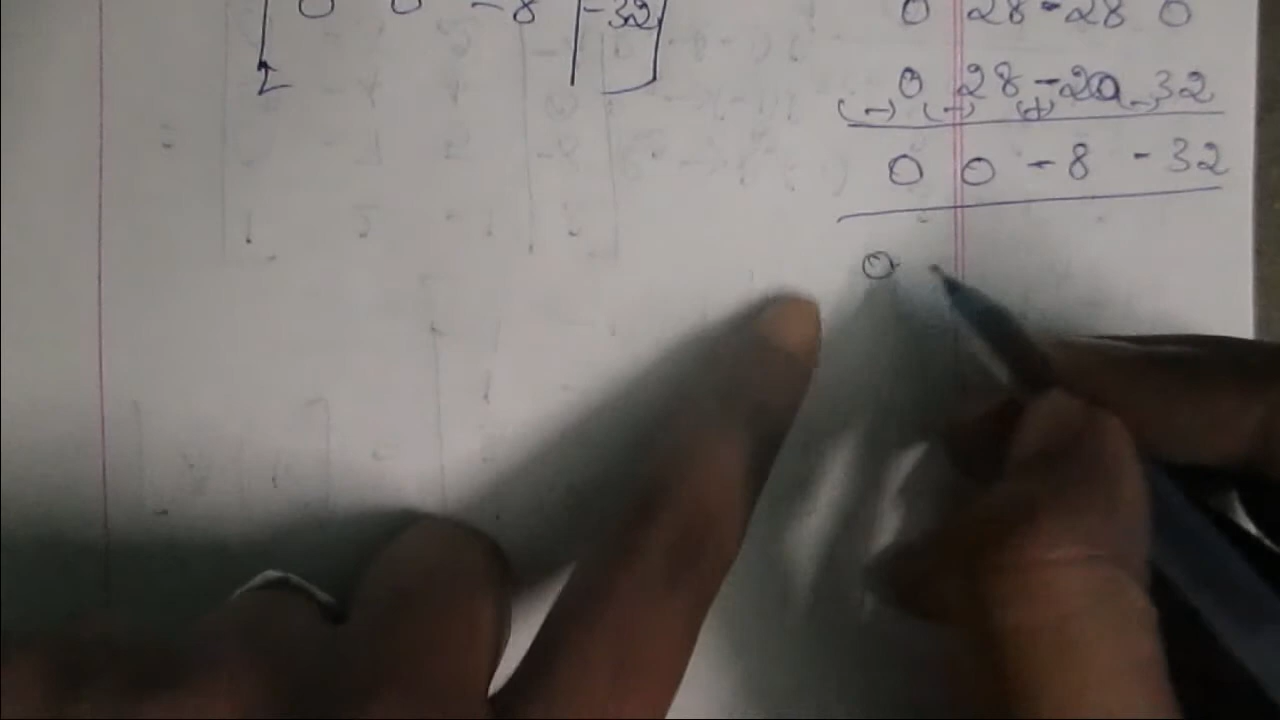 0 0 -8 -32
0 28 -28 0
0 28 -20 32
(-) (-) (+) (-)
0 0 -8 -32
0